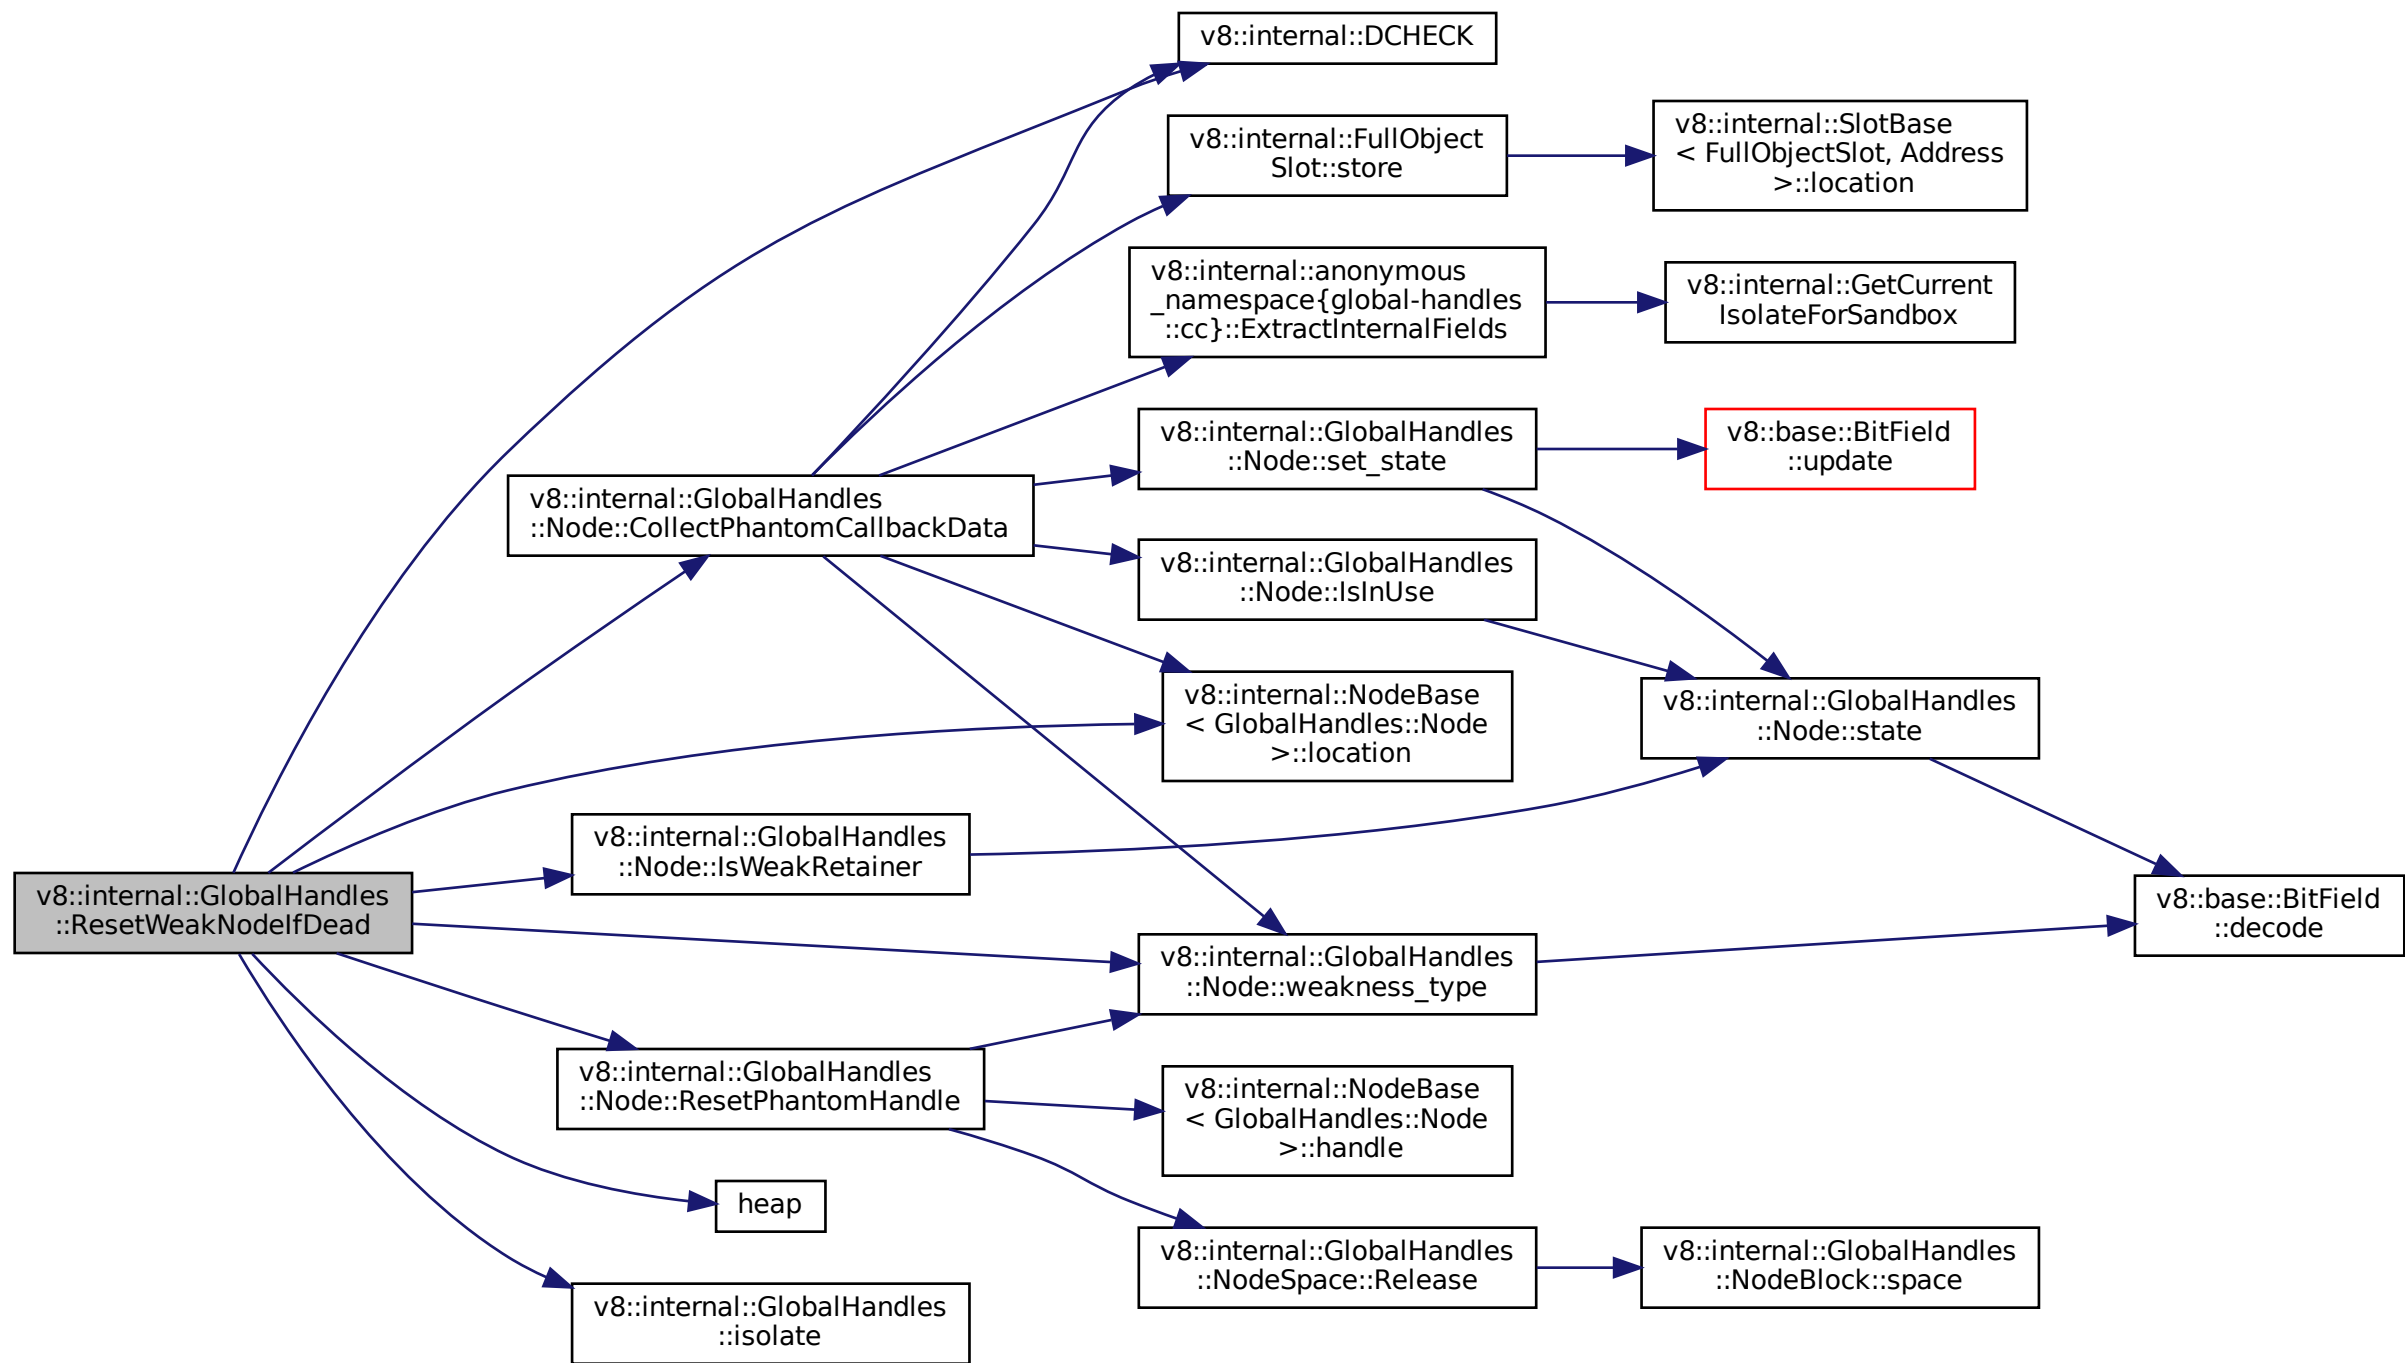 v8::internal::DCHECK
v8::internal::FullObject
Slot::store
v8::internal::SlotBase
< FullObjectSlot, Address
>::location
v8::internal::anonymous
_namespace{global-handles
::cc}::ExtractInternalFields
v8::internal::GetCurrent
IsolateForSandbox
v8::internal::GlobalHandles
::Node::set_state
v8::base::BitField
::update
v8::internal::GlobalHandles
::Node::CollectPhantomCallbackData
v8::internal::GlobalHandles
::Node::IsInUse
v8::internal::NodeBase
< GlobalHandles::Node
>::location
v8::internal::GlobalHandles
::Node::state
v8::internal::GlobalHandles
::Node::IsWeakRetainer
v8::internal::GlobalHandles
::ResetWeakNodeIfDead
v8::base::BitField
::decode
v8::internal::GlobalHandles
::Node::weakness_type
v8::internal::GlobalHandles
::Node::ResetPhantomHandle
v8::internal::NodeBase
< GlobalHandles::Node
>::handle
heap
v8::internal::GlobalHandles
::NodeSpace::Release
v8::internal::GlobalHandles
::NodeBlock::space
v8::internal::GlobalHandles
::isolate